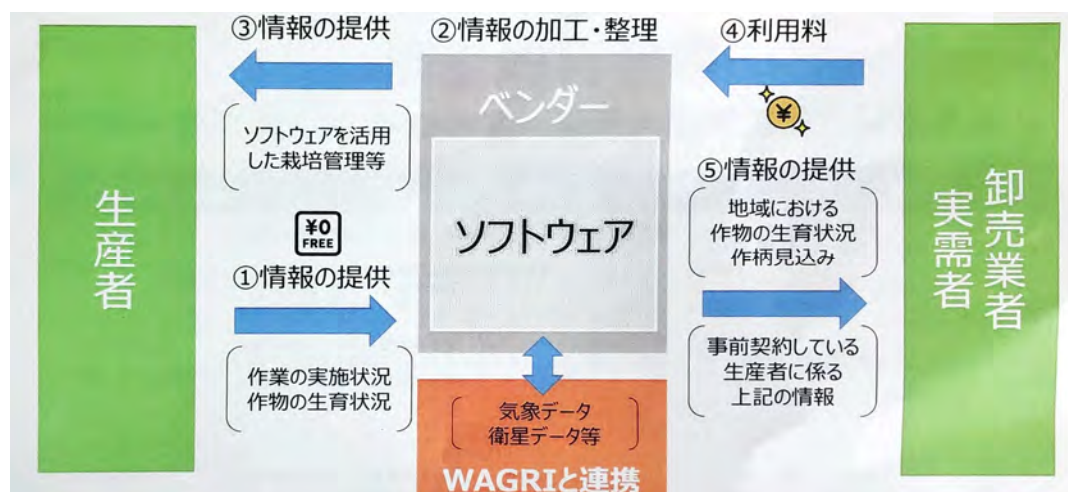 ③情報の提供
②情報の加工・整理
④利用料
ベンダー
¥
ソフトウェアを活用
した栽培管理等
⑤情報の提供
生産者
ソフトウェア
地域における
作物の生育状況
作柄見込み
卸売業者
実需者
¥0
FREE
①情報の提供
作業の実施状況
作物の生育状況
事前契約している
生産者に係る
上記の情報
気象データ
衛星データ等
WAGRIと連携